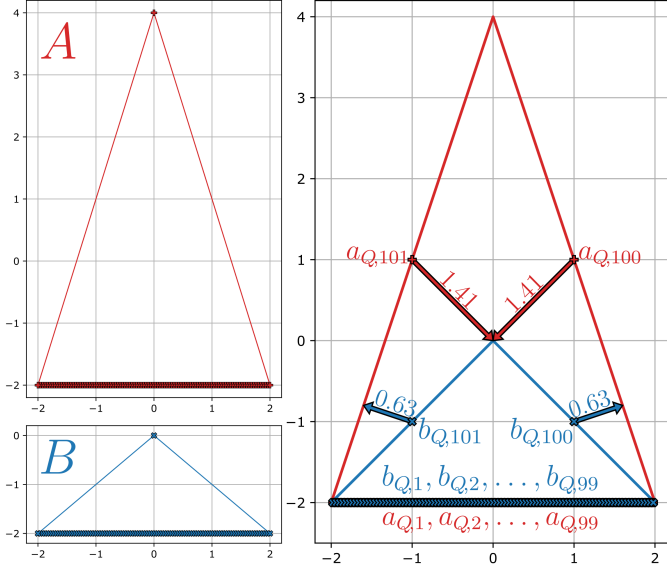 A
4
3
2
1
0
−1
−2
−2 −1 0 1 2
B
0
−1
−2
−2 −1 0 1 2
4
3
2
1
0
−1
−2
a_{Q,101} a_{Q,100}
1.41 1.41
0.63 0.63
b_{Q,101} b_{Q,100}
b_{Q,1}, b_{Q,2}, . . . , b_{Q,99}
a_{Q,1}, a_{Q,2}, . . . , a_{Q,99}
−2 −1 0 1 2